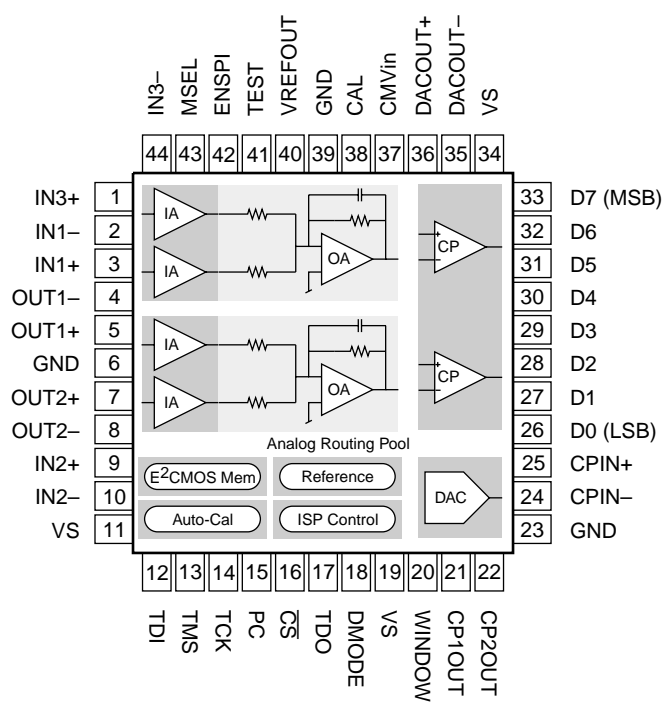 IN3–
MSEL
ENSPI
TEST
VREFOUT
GND
CAL
CMVin
DACOUT+
DACOUT–
VS
44 43 42 41 40 39 38 37 36 35 34
IN3+ 1
IN1– 2
IN1+ 3
OUT1– 4
OUT1+ 5
GND 6
OUT2+ 7
OUT2– 8
IN2+ 9
IN2– 10
VS 11
IA
IA
OA
CP
IA
IA
OA
CP
Analog Routing Pool
E²CMOS Mem
Reference
Auto-Cal
ISP Control
DAC
33 D7 (MSB)
32 D6
31 D5
30 D4
29 D3
28 D2
27 D1
26 D0 (LSB)
25 CPIN+
24 CPIN–
23 GND
12 13 14 15 16 17 18 19 20 21 22
TDI
TMS
TCK
PC
C̅S̅
TDO
DMODE
VS
WINDOW
CP1OUT
CP2OUT